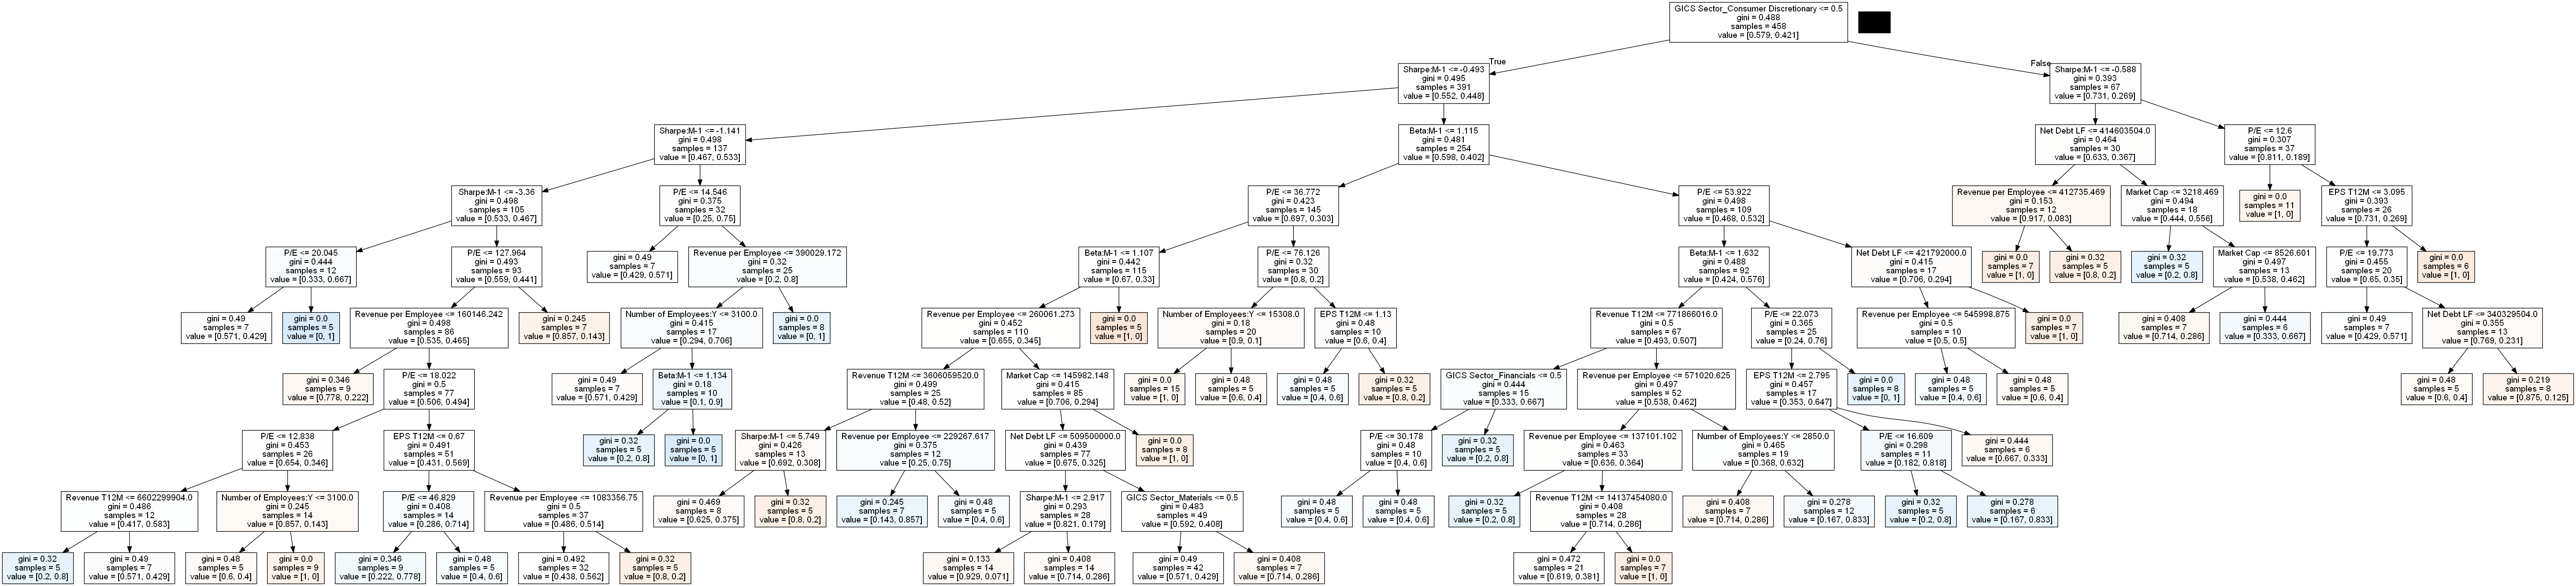 GICS Sector_Consumer Discretionary <= 0.5
gini = 0.488
samples = 458
value = [0.579, 0.421]
True
False
Sharpe:M-1 <= -0.493
gini = 0.495
samples = 391
value = [0.552, 0.448]
Sharpe:M-1 <= -0.588
gini = 0.393
samples = 67
value = [0.731, 0.269]
Sharpe:M-1 <= -1.141
gini = 0.498
samples = 137
value = [0.467, 0.533]
Beta:M-1 <= 1.115
gini = 0.481
samples = 254
value = [0.598, 0.402]
Net Debt LF <= 414603504.0
gini = 0.464
samples = 30
value = [0.633, 0.367]
P/E <= 12.6
gini = 0.307
samples = 37
value = [0.811, 0.189]
Sharpe:M-1 <= -3.36
gini = 0.498
samples = 105
value = [0.533, 0.467]
P/E <= 14.546
gini = 0.375
samples = 32
value = [0.25, 0.75]
P/E <= 36.772
gini = 0.423
samples = 145
value = [0.697, 0.303]
P/E <= 53.922
gini = 0.498
samples = 109
value = [0.468, 0.532]
Revenue per Employee <= 412735.469
gini = 0.153
samples = 12
value = [0.917, 0.083]
Market Cap <= 3218.469
gini = 0.494
samples = 18
value = [0.444, 0.556]
gini = 0.0
samples = 11
value = [1, 0]
EPS T12M <= 3.095
gini = 0.393
samples = 26
value = [0.731, 0.269]
P/E <= 20.045
gini = 0.444
samples = 12
value = [0.333, 0.667]
P/E <= 127.964
gini = 0.493
samples = 93
value = [0.559, 0.441]
gini = 0.49
samples = 7
value = [0.429, 0.571]
Revenue per Employee <= 390029.172
gini = 0.32
samples = 25
value = [0.2, 0.8]
Beta:M-1 <= 1.107
gini = 0.442
samples = 115
value = [0.67, 0.33]
P/E <= 76.126
gini = 0.32
samples = 30
value = [0.8, 0.2]
Beta:M-1 <= 1.632
gini = 0.488
samples = 92
value = [0.424, 0.576]
Net Debt LF <= 421792000.0
gini = 0.415
samples = 17
value = [0.706, 0.294]
gini = 0.0
samples = 7
value = [1, 0]
gini = 0.32
samples = 5
value = [0.8, 0.2]
gini = 0.32
samples = 5
value = [0.2, 0.8]
Market Cap <= 8526.601
gini = 0.497
samples = 13
value = [0.538, 0.462]
P/E <= 19.773
gini = 0.455
samples = 20
value = [0.65, 0.35]
gini = 0.0
samples = 6
value = [1, 0]
gini = 0.49
samples = 7
value = [0.571, 0.429]
gini = 0.0
samples = 5
value = [0, 1]
Revenue per Employee <= 160146.242
gini = 0.498
samples = 86
value = [0.535, 0.465]
gini = 0.245
samples = 7
value = [0.857, 0.143]
Number of Employees:Y <= 3100.0
gini = 0.415
samples = 17
value = [0.294, 0.706]
gini = 0.0
samples = 8
value = [0, 1]
Revenue per Employee <= 260061.273
gini = 0.452
samples = 110
value = [0.655, 0.345]
gini = 0.0
samples = 5
value = [1, 0]
Number of Employees:Y <= 15308.0
gini = 0.18
samples = 20
value = [0.9, 0.1]
EPS T12M <= 1.13
gini = 0.48
samples = 10
value = [0.6, 0.4]
Revenue T12M <= 771866016.0
gini = 0.5
samples = 67
value = [0.493, 0.507]
P/E <= 22.073
gini = 0.365
samples = 25
value = [0.24, 0.76]
Revenue per Employee <= 545998.875
gini = 0.5
samples = 10
value = [0.5, 0.5]
gini = 0.0
samples = 7
value = [1, 0]
gini = 0.408
samples = 7
value = [0.714, 0.286]
gini = 0.444
samples = 6
value = [0.333, 0.667]
gini = 0.49
samples = 7
value = [0.429, 0.571]
Net Debt LF <= 340329504.0
gini = 0.355
samples = 13
value = [0.769, 0.231]
gini = 0.346
samples = 9
value = [0.778, 0.222]
P/E <= 18.022
gini = 0.5
samples = 77
value = [0.506, 0.494]
gini = 0.49
samples = 7
value = [0.571, 0.429]
Beta:M-1 <= 1.134
gini = 0.18
samples = 10
value = [0.1, 0.9]
Revenue T12M <= 3606059520.0
gini = 0.499
samples = 25
value = [0.48, 0.52]
Market Cap <= 145982.148
gini = 0.415
samples = 85
value = [0.706, 0.294]
gini = 0.0
samples = 15
value = [1, 0]
gini = 0.48
samples = 5
value = [0.6, 0.4]
gini = 0.48
samples = 5
value = [0.4, 0.6]
gini = 0.32
samples = 5
value = [0.8, 0.2]
GICS Sector_Financials <= 0.5
gini = 0.444
samples = 15
value = [0.333, 0.667]
Revenue per Employee <= 571020.625
gini = 0.497
samples = 52
value = [0.538, 0.462]
EPS T12M <= 2.795
gini = 0.457
samples = 17
value = [0.353, 0.647]
gini = 0.0
samples = 8
value = [0, 1]
gini = 0.48
samples = 5
value = [0.4, 0.6]
gini = 0.48
samples = 5
value = [0.6, 0.4]
gini = 0.48
samples = 5
value = [0.6, 0.4]
gini = 0.219
samples = 8
value = [0.875, 0.125]
P/E <= 12.838
gini = 0.453
samples = 26
value = [0.654, 0.346]
EPS T12M <= 0.67
gini = 0.491
samples = 51
value = [0.431, 0.569]
gini = 0.32
samples = 5
value = [0.2, 0.8]
gini = 0.0
samples = 5
value = [0, 1]
Sharpe:M-1 <= 5.749
gini = 0.426
samples = 13
value = [0.692, 0.308]
Revenue per Employee <= 229267.617
gini = 0.375
samples = 12
value = [0.25, 0.75]
Net Debt LF <= 509500000.0
gini = 0.439
samples = 77
value = [0.675, 0.325]
gini = 0.0
samples = 8
value = [1, 0]
P/E <= 30.178
gini = 0.48
samples = 10
value = [0.4, 0.6]
gini = 0.32
samples = 5
value = [0.2, 0.8]
Revenue per Employee <= 137101.102
gini = 0.463
samples = 33
value = [0.636, 0.364]
Number of Employees:Y <= 2850.0
gini = 0.465
samples = 19
value = [0.368, 0.632]
P/E <= 16.609
gini = 0.298
samples = 11
value = [0.182, 0.818]
gini = 0.444
samples = 6
value = [0.667, 0.333]
Revenue T12M <= 6602299904.0
gini = 0.486
samples = 12
value = [0.417, 0.583]
Number of Employees:Y <= 3100.0
gini = 0.245
samples = 14
value = [0.857, 0.143]
P/E <= 46.829
gini = 0.408
samples = 14
value = [0.286, 0.714]
Revenue per Employee <= 1083356.75
gini = 0.5
samples = 37
value = [0.486, 0.514]
gini = 0.469
samples = 8
value = [0.625, 0.375]
gini = 0.32
samples = 5
value = [0.8, 0.2]
gini = 0.245
samples = 7
value = [0.143, 0.857]
gini = 0.48
samples = 5
value = [0.4, 0.6]
Sharpe:M-1 <= 2.917
gini = 0.293
samples = 28
value = [0.821, 0.179]
GICS Sector_Materials <= 0.5
gini = 0.483
samples = 49
value = [0.592, 0.408]
gini = 0.48
samples = 5
value = [0.4, 0.6]
gini = 0.48
samples = 5
value = [0.4, 0.6]
gini = 0.32
samples = 5
value = [0.2, 0.8]
Revenue T12M <= 14137454080.0
gini = 0.408
samples = 28
value = [0.714, 0.286]
gini = 0.408
samples = 7
value = [0.714, 0.286]
gini = 0.278
samples = 12
value = [0.167, 0.833]
gini = 0.32
samples = 5
value = [0.2, 0.8]
gini = 0.278
samples = 6
value = [0.167, 0.833]
gini = 0.32
samples = 5
value = [0.2, 0.8]
gini = 0.49
samples = 7
value = [0.571, 0.429]
gini = 0.48
samples = 5
value = [0.6, 0.4]
gini = 0.0
samples = 9
value = [1, 0]
gini = 0.346
samples = 9
value = [0.222, 0.778]
gini = 0.48
samples = 5
value = [0.4, 0.6]
gini = 0.492
samples = 32
value = [0.438, 0.562]
gini = 0.32
samples = 5
value = [0.8, 0.2]
gini = 0.133
samples = 14
value = [0.929, 0.071]
gini = 0.408
samples = 14
value = [0.714, 0.286]
gini = 0.49
samples = 42
value = [0.571, 0.429]
gini = 0.408
samples = 7
value = [0.714, 0.286]
gini = 0.472
samples = 21
value = [0.619, 0.381]
gini = 0.0
samples = 7
value = [1, 0]